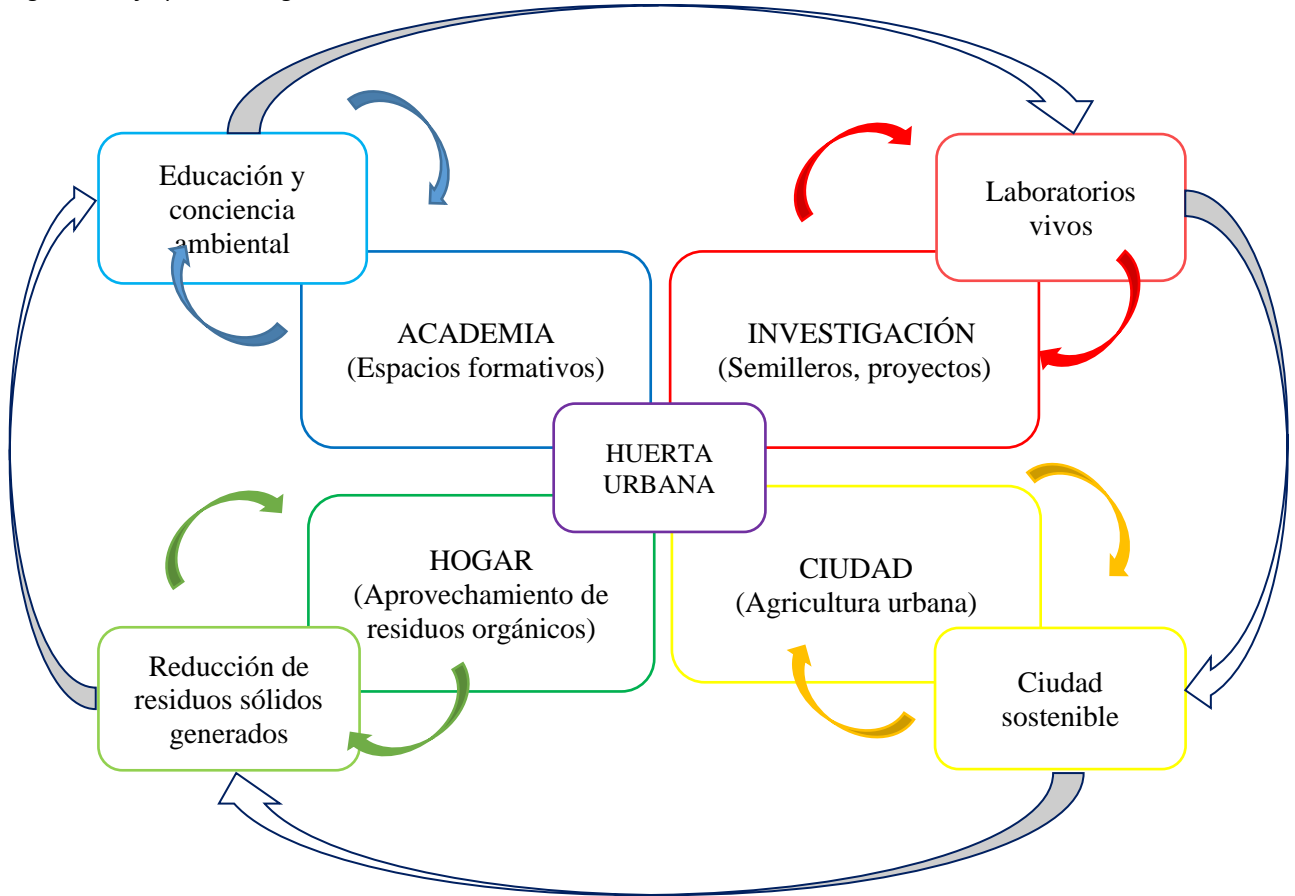 Educación y
conciencia
ambiental
Laboratorios
vivos
ACADEMIA
(Espacios formativos)
INVESTIGACIÓN
(Semilleros, proyectos)
HUERTA
URBANA
HOGAR
(Aprovechamiento de
residuos orgánicos)
CIUDAD
(Agricultura urbana)
Reducción de
residuos sólidos
generados
Ciudad
sostenible